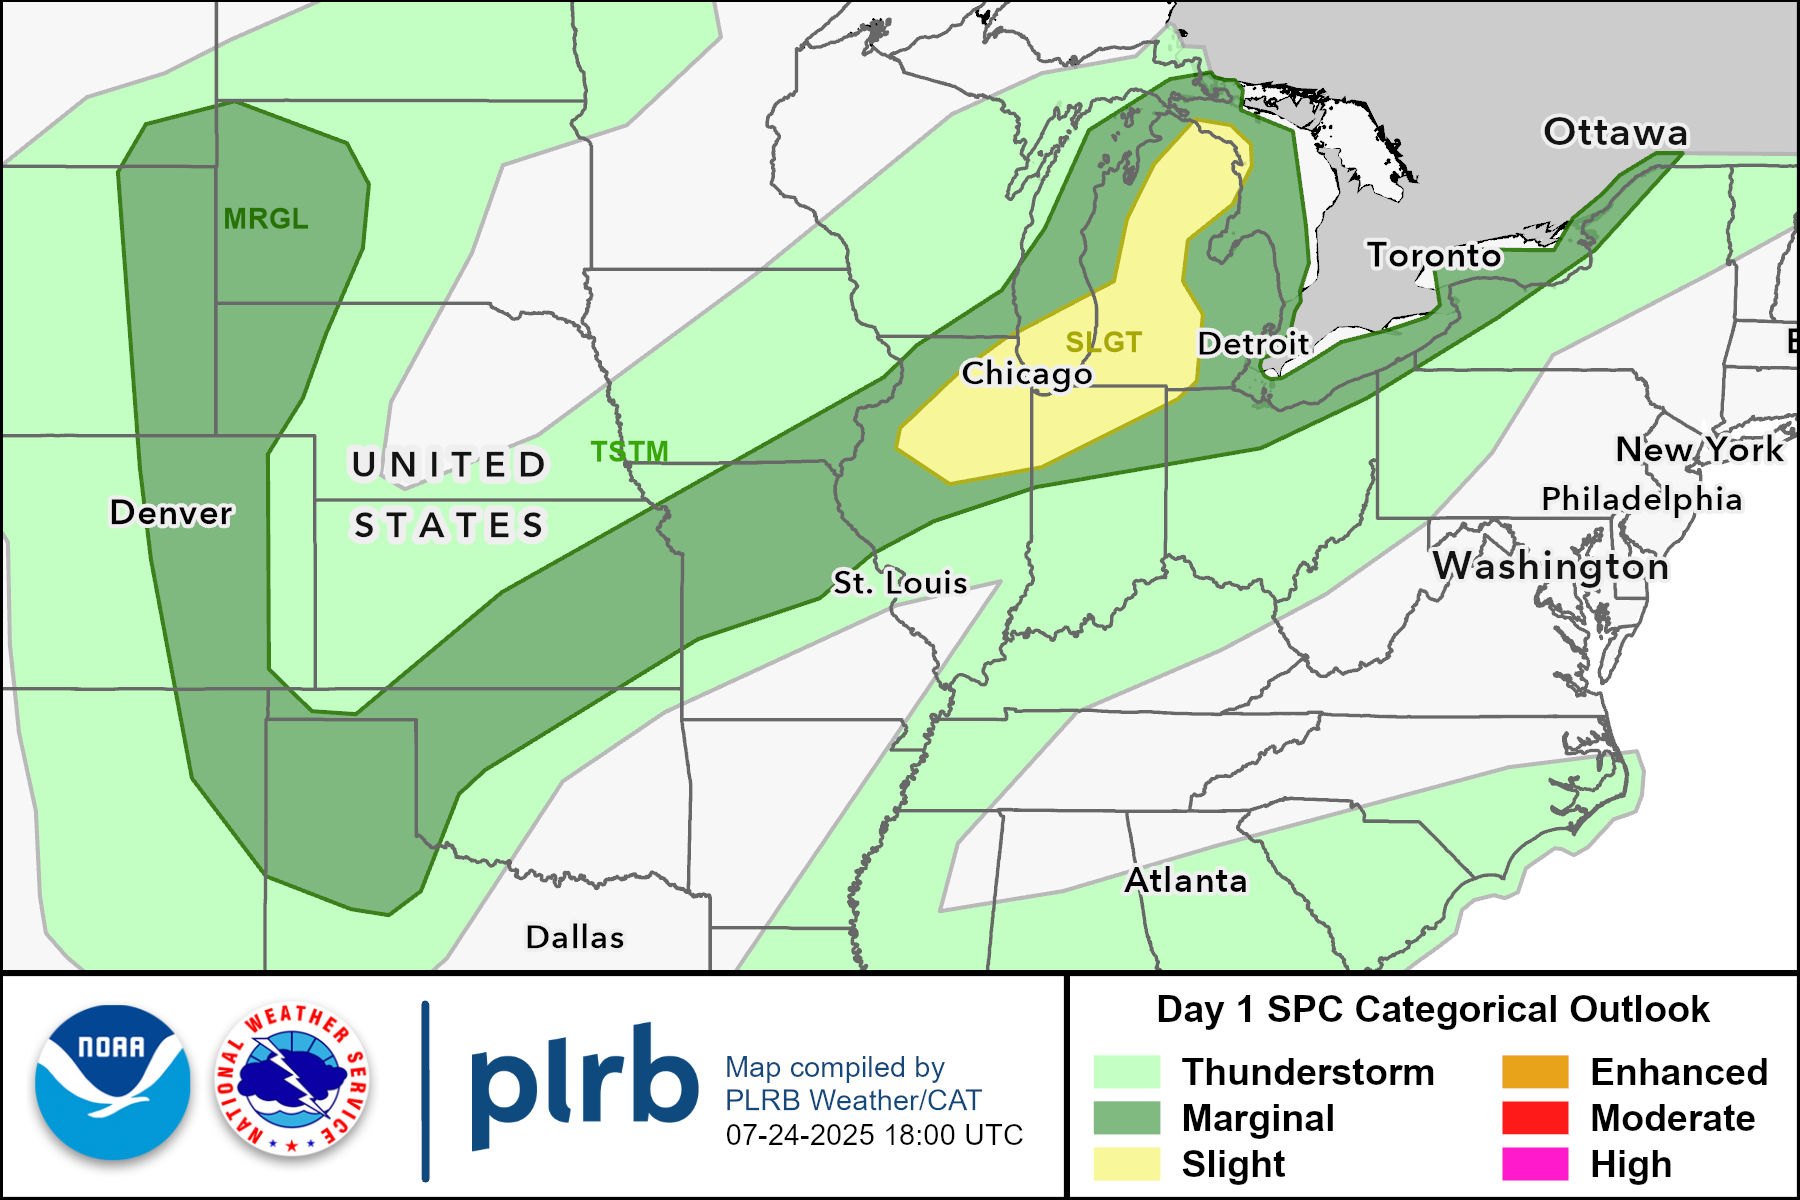 Ottawa
MRGL
Toronto
SLGT
Detroit
Chicago
TSTM
UNITED
STATES
New York
Philadelphia
Denver
Washington
St. Louis
Atlanta
Dallas
NOAA
NATIONAL WEATHER SERVICE
plrb
Map compiled by
PLRB Weather/CAT
07-24-2025 18:00 UTC
Day 1 SPC Categorical Outlook
Thunderstorm
Enhanced
Marginal
Moderate
Slight
High